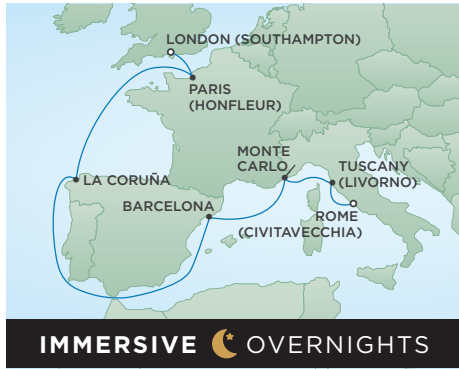 LONDON (SOUTHAMPTON)
PARIS
(HONFLEUR)
MONTE
CARLO
TUSCANY
(LIVORNO)
LA CORUÑA
BARCELONA
ROME
(CIVITAVECCHIA)
IMMERSIVE OVERNIGHTS